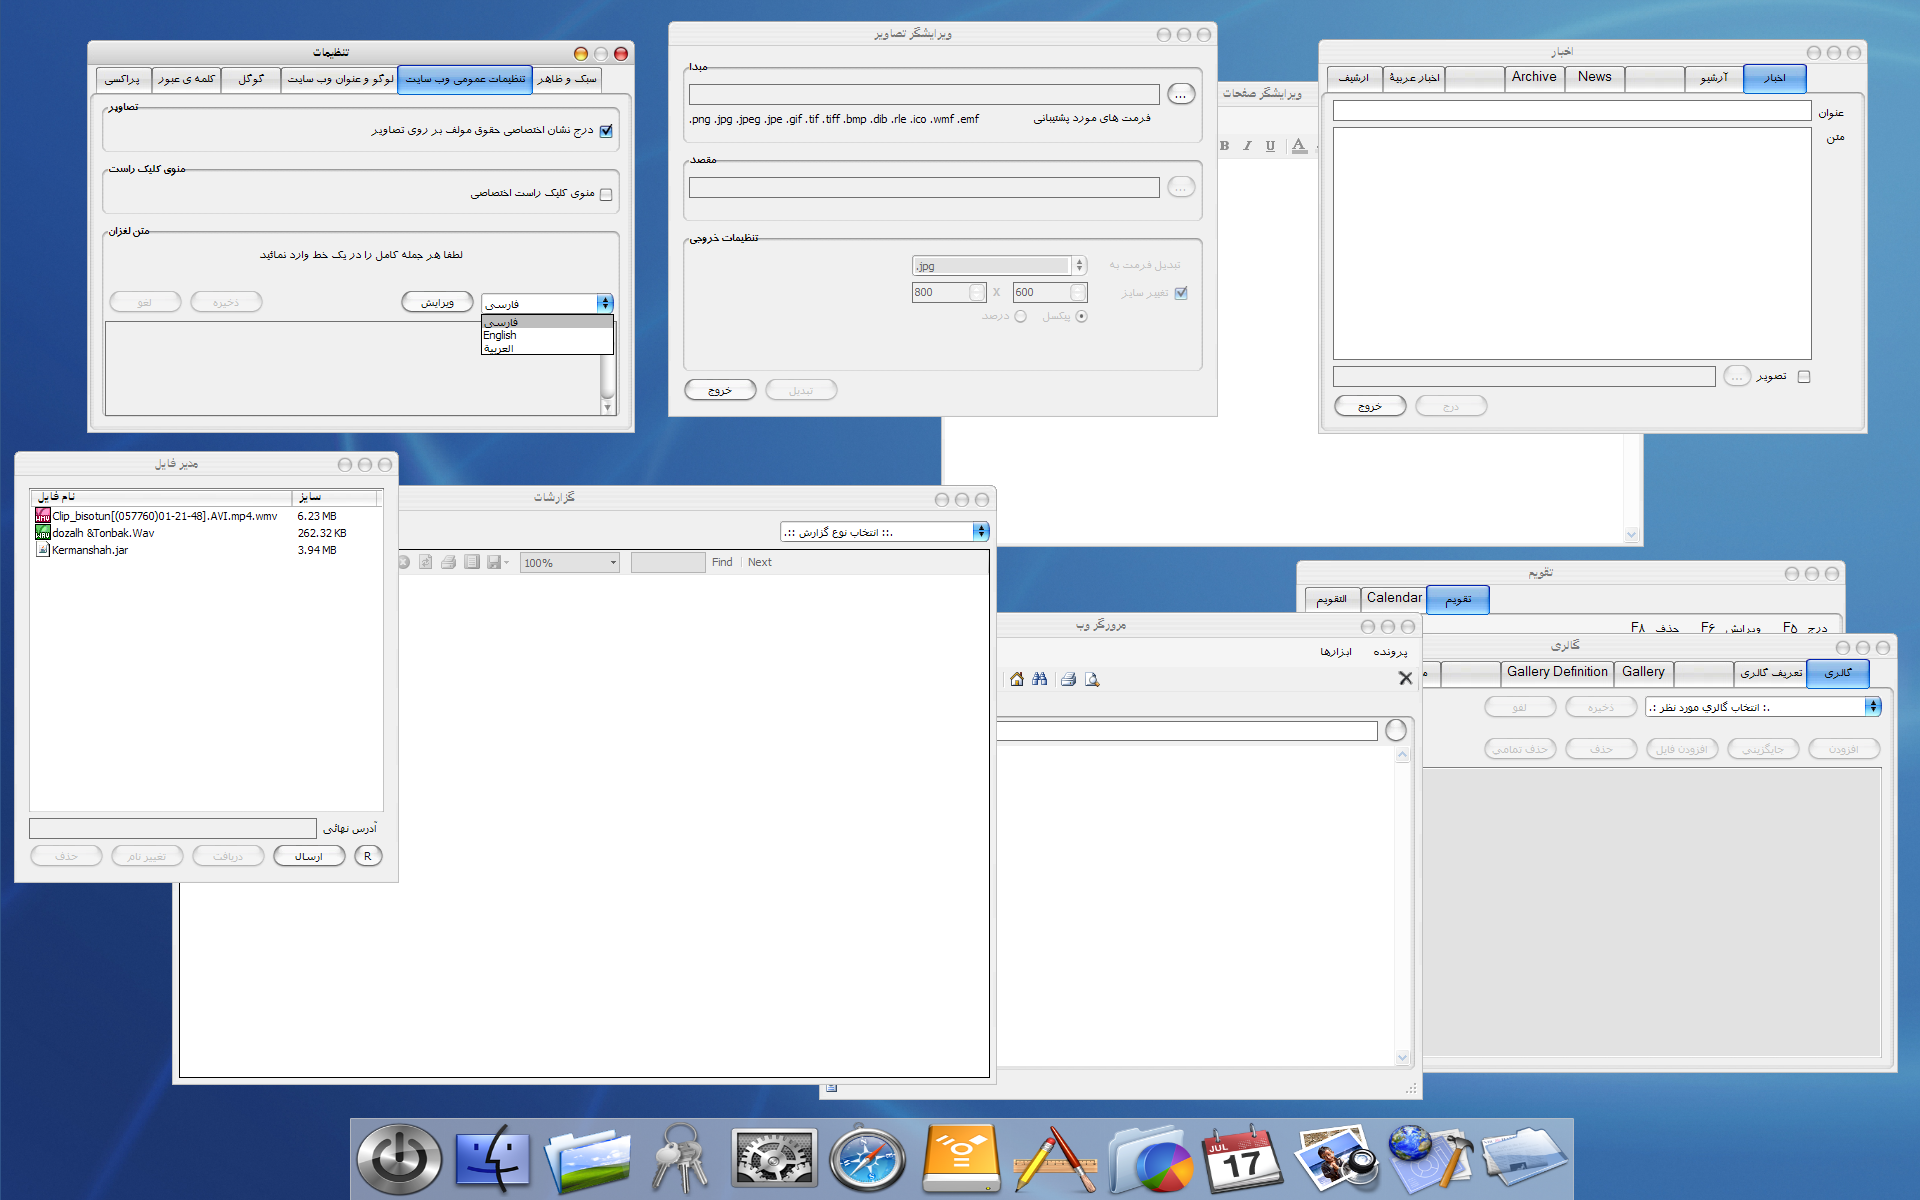 تنظیمات
سبک و ظاهر
تنظیمات عمومی وب سایت
لوگو و عنوان وب سایت
گوگل
کلمه ی عبور
پراکسی
تصاویر
درج نشان اختصاصی حقوق مولف بر روی تصاویر
منوی کلیک راست
منوی کلیک راست اختصاصی
متن لغزان
لطفا هر جمله کامل را در یک خط وارد نمائید
فارسی
ویرایش
ذخیره
لغو
فارسی
English
العربية
ویرایشگر تصاویر
مبدا
...
فرمت های مورد پشتیبانی
.png .jpg .jpeg .jpe .gif .tif .tiff .bmp .dib .rle .ico .wmf .emf
مقصد
...
تنظیمات خروجی
تبدیل فرمت به
.jpg
تغییر سایز
600
X
800
پیکسل
درصد
تبدیل
خروج
ویرایشگر صفحات
B I U A
اخبار
اخبار
آرشیو
News
Archive
اخبار عربية
ارشیف
عنوان
متن
تصویر
...
درج
خروج
مدیر فایل
نام فایل
سایز
Clip_bisotun[(057760)01-21-48].AVI.mp4.wmv 6.23 MB
dozalh &Tonbak.Wav 262.32 KB
Kermanshah.jar 3.94 MB
آدرس نهائی
R
ارسال
دریافت
تغییر نام
حذف
گزارشات
.:: انتخاب نوع گزارش ::.
100%
Find
Next
مرورگر وب
پرونده
ابزارها
تقویم
تقویم
Calendar
التقویم
درج F۵
ویرایش F۶
حذف F۸
گالری
گالری
تعریف گالری
Gallery
Gallery Definition
.: انتخاب گالري مورد نظر :.
ذخیره
لغو
افزودن
جایگزینی
افزودن فایل
حذف
حذف تمامی
JUL
17